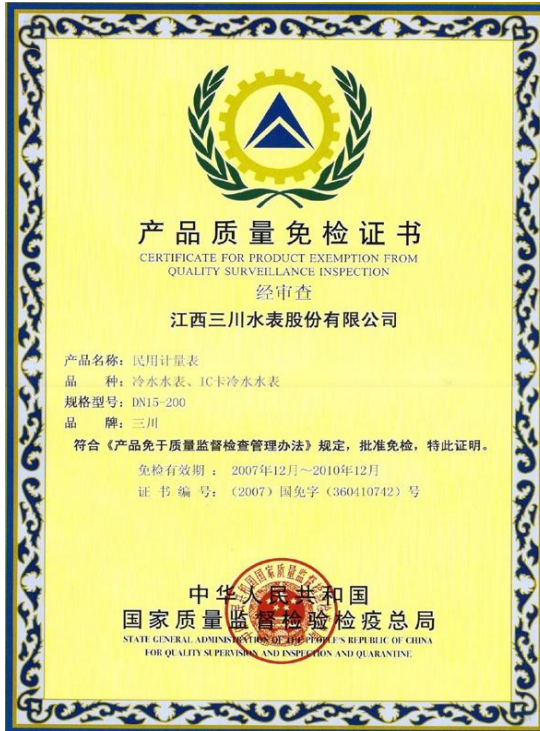 产品质量免检证书
CERTIFICATE FOR PRODUCT EXEMPTION FROM
QUALITY SURVEILLANCE INSPECTION
经审查
江西三川水表股份有限公司
产品名称：民用计量表
品 种：冷水水表、IC卡冷水水表
规格型号：DN15-200
品 牌：三川
符合《产品免于质量监督检查管理办法》规定，批准免检，特此证明。
免检有效期 ： 2007年12月～2010年12月
证 书 编 号：（2007）国免字（360410742）号
中华人民共和国
国家质量监督检验检疫总局
STATE GENERAL ADMINISTRATION OF THE PEOPLE'S REPUBLIC OF CHINA
FOR QUALITY SUPERVISION AND INSPECTION AND QUARANTINE